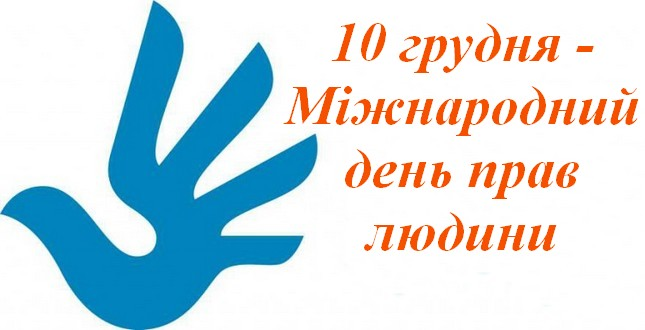 10 грудня -
Міжнародний
день прав
людини